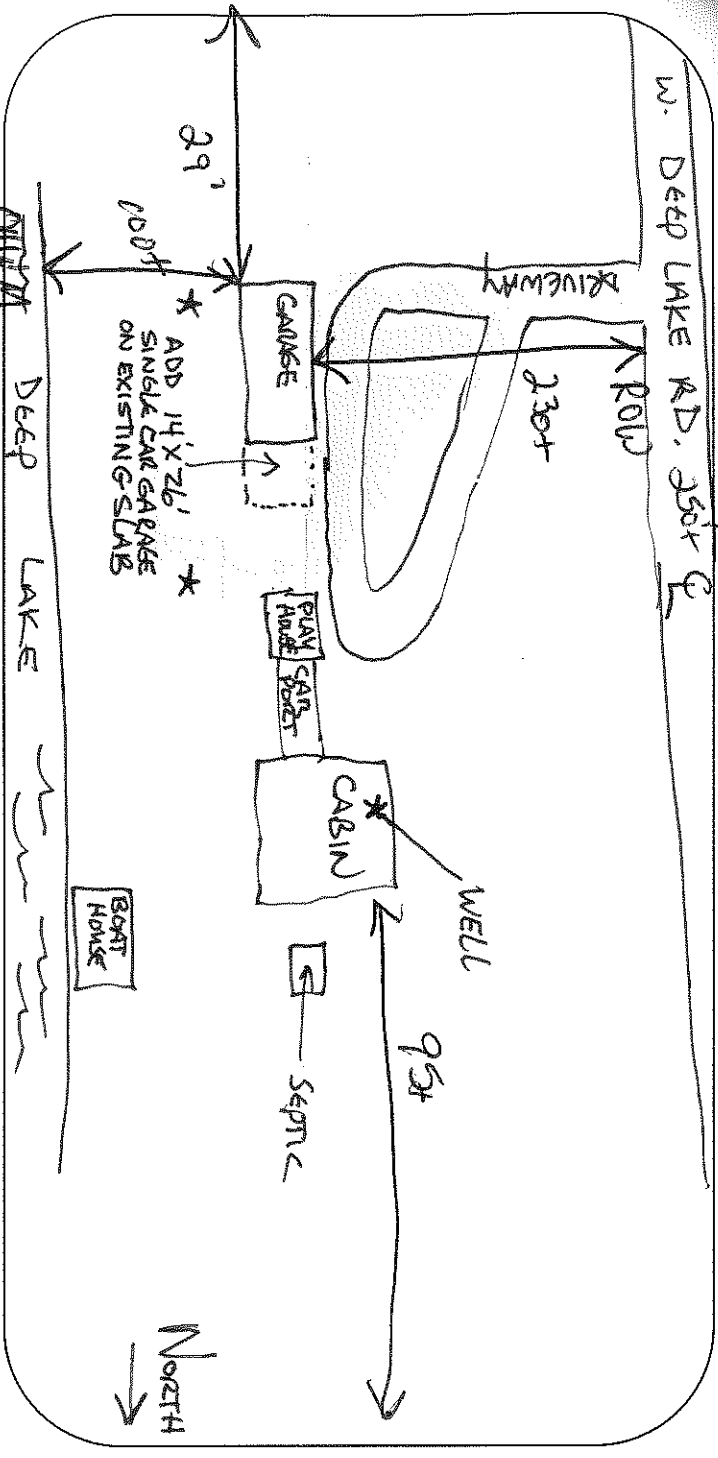 W. DEEP LAKE RD. 250'+ ℄
ROW
DRIVEWAY
230+
29'
GARAGE
100+
★ ADD 14'X26' ★
SINGLE CAR GARAGE
ON EXISTING SLAB
PLAY
HOUSE
CAR
PORT
CABIN
WELL
95+
SEPTIC
BOAT
HOUSE
DEEP LAKE
NORTH